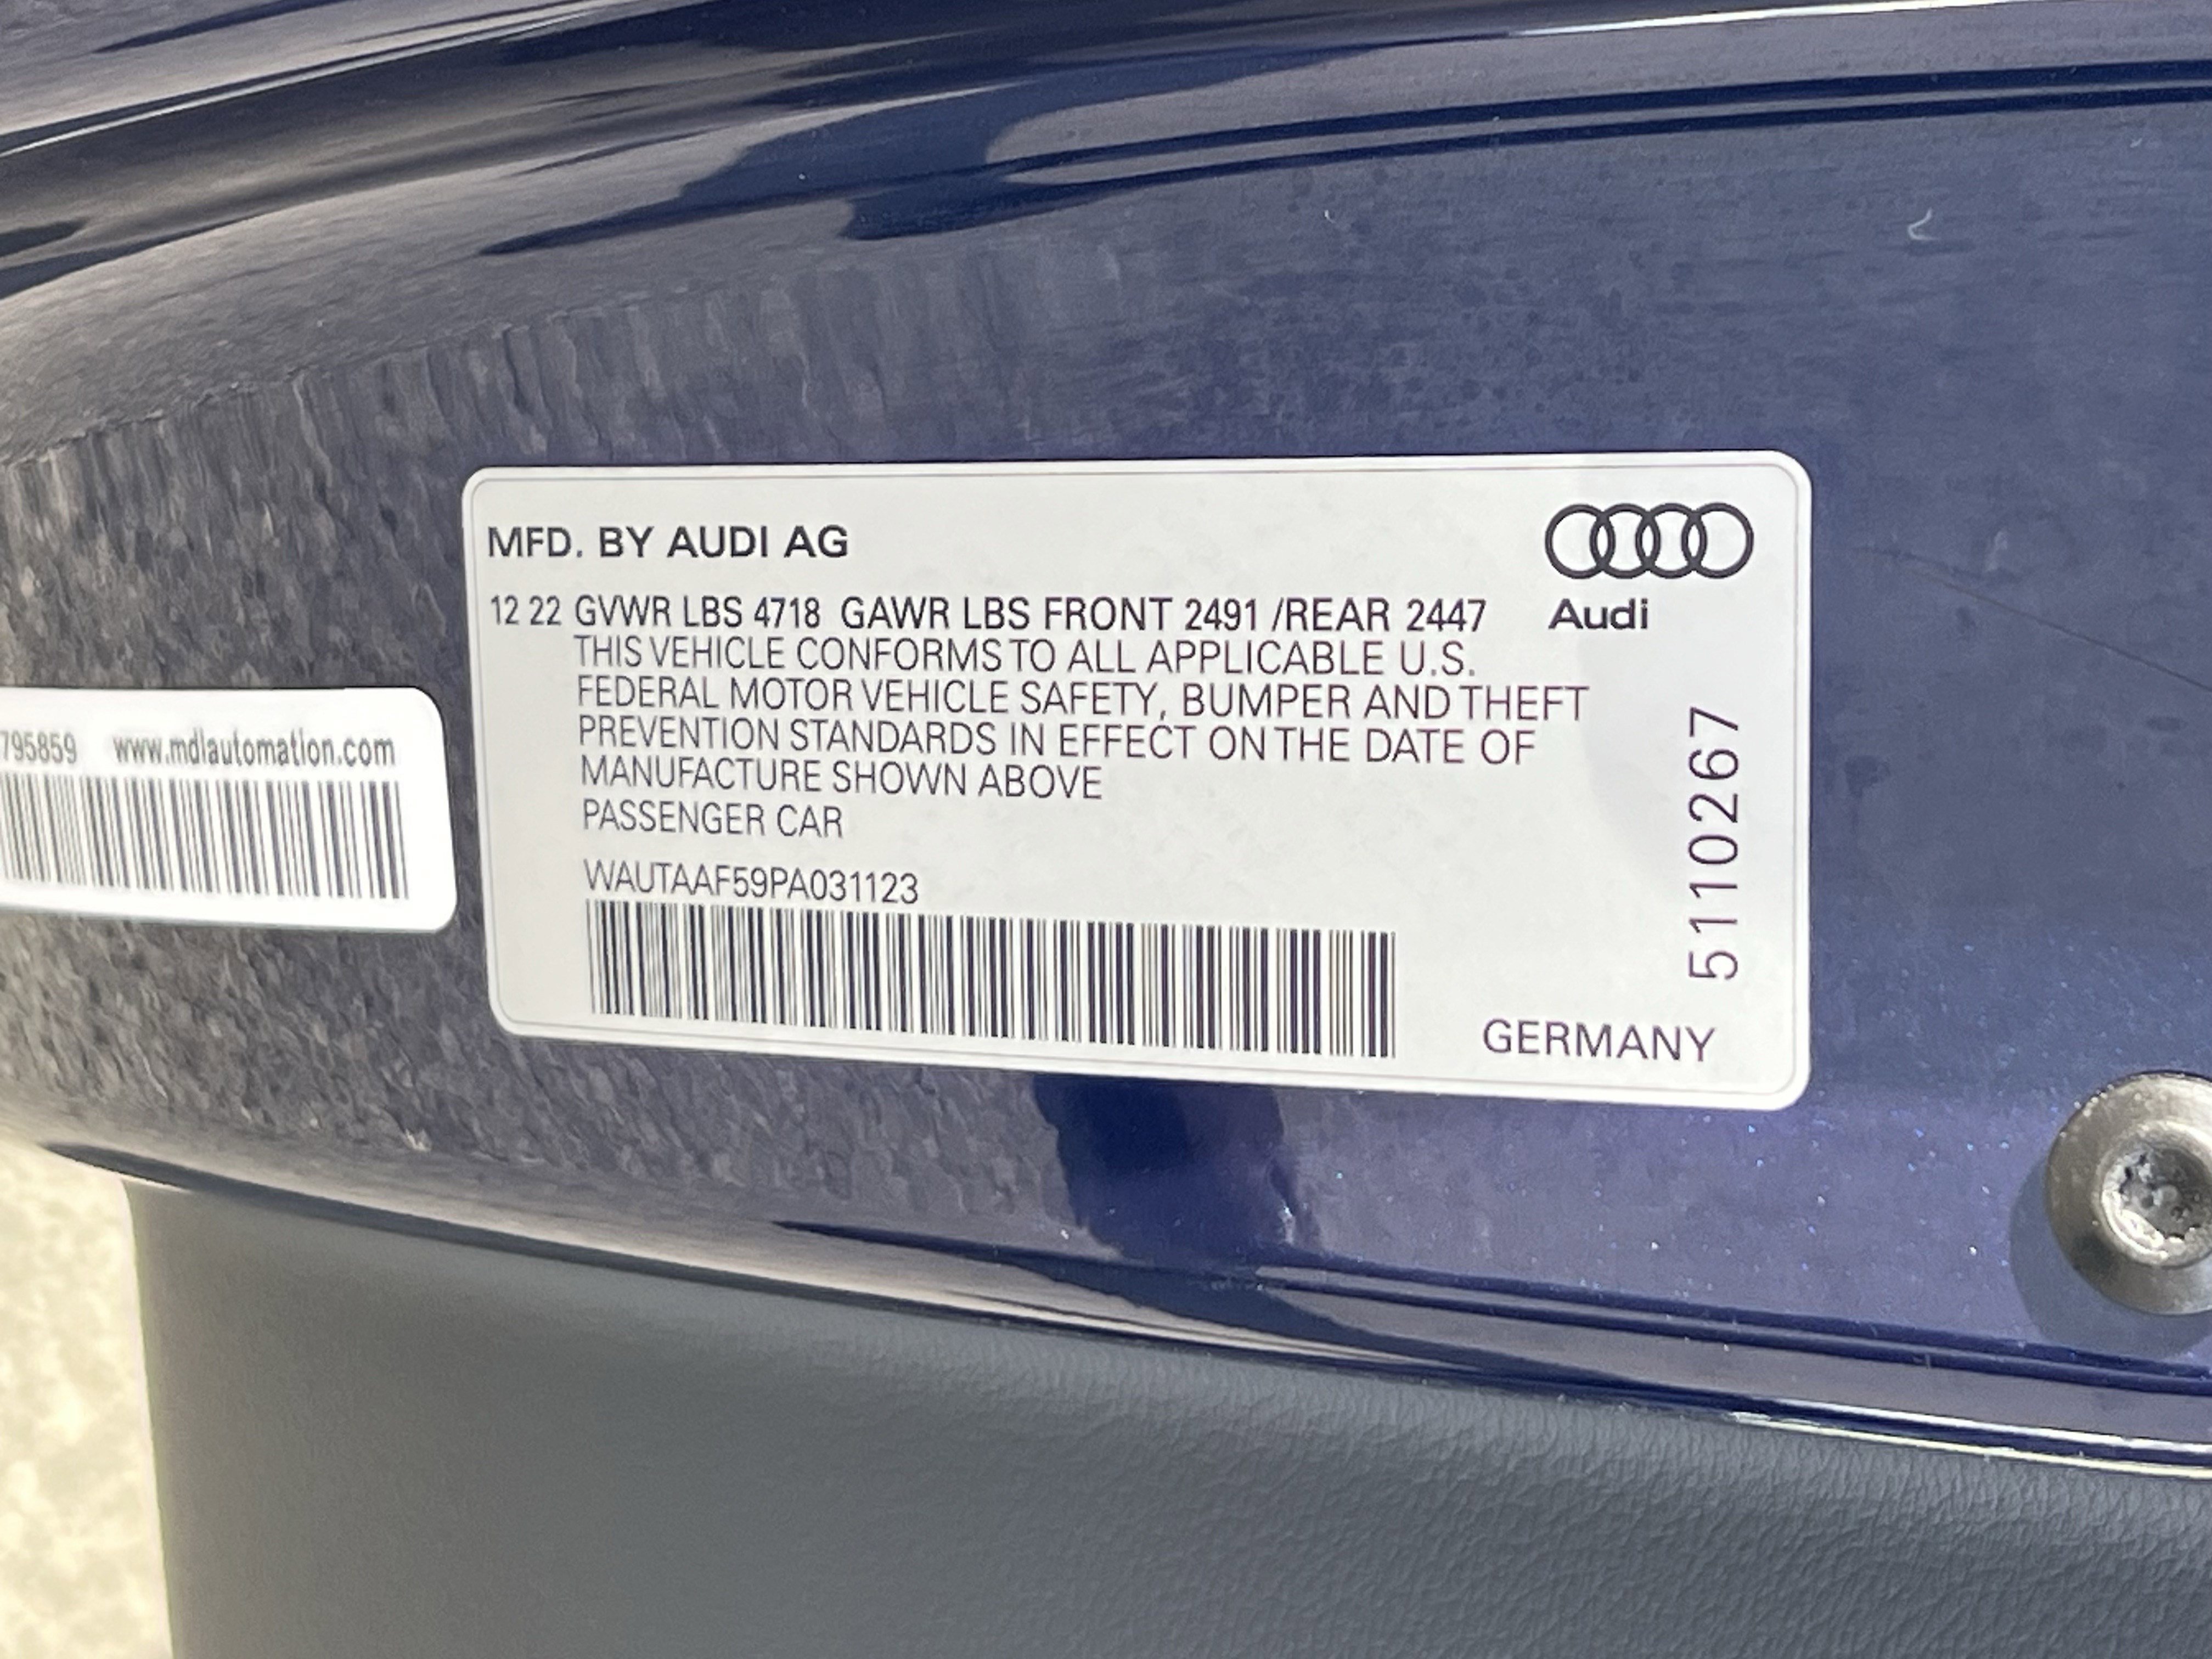 MFD. BY AUDI AG
Audi
12 22 GVWR LBS 4718 GAWR LBS FRONT 2491 /REAR 2447
THIS VEHICLE CONFORMS TO ALL APPLICABLE U.S.
FEDERAL MOTOR VEHICLE SAFETY, BUMPER AND THEFT
PREVENTION STANDARDS IN EFFECT ON THE DATE OF
MANUFACTURE SHOWN ABOVE
PASSENGER CAR
WAUTAAF59PA031123
5110267
GERMANY
795859 www.mdlautomation.com